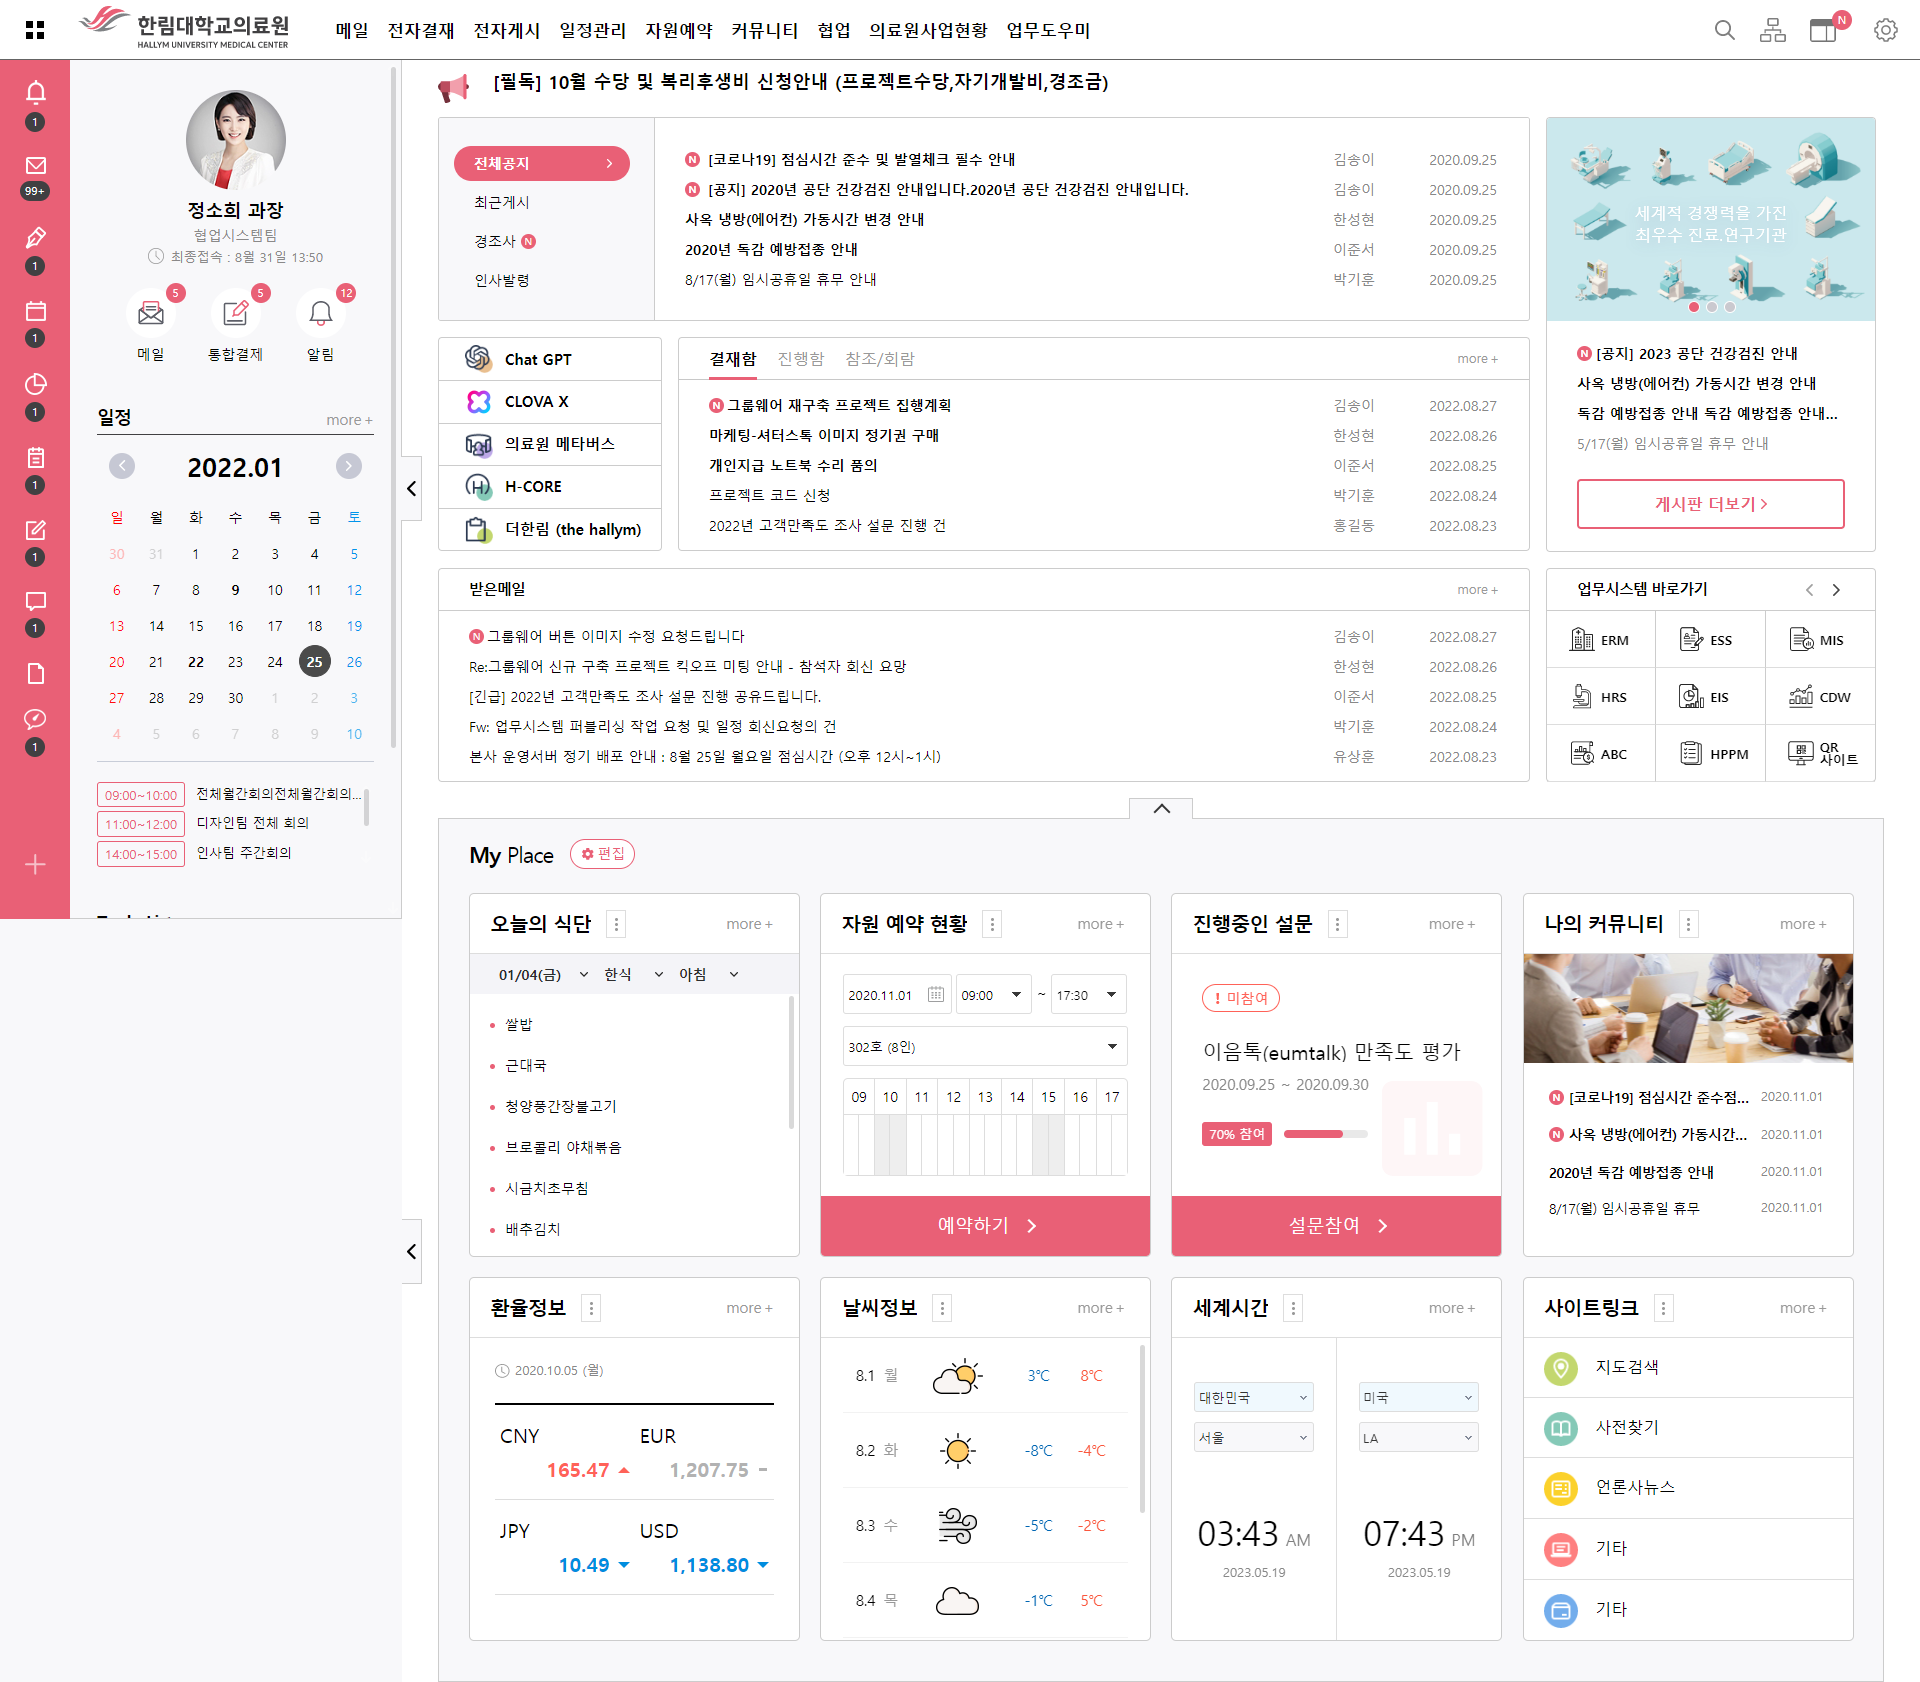 한림대학교의료원
HALLYM UNIVERSITY MEDICAL CENTER
메일 전자결재 전자게시 일정관리 자원예약 커뮤니티 협업 의료원사업현황 업무도우미
N
1
99+
1
1
1
1
1
1
1
정소희 과장
협업시스템팀
최종접속 : 8월 31일 13:50
5 5 12
메일 통합결제 알림
일정 more +
2022.01
일 월 화 수 목 금 토
30 31 1 2 3 4 5
6 7 8 9 10 11 12
13 14 15 16 17 18 19
20 21 22 23 24 25 26
27 28 29 30 1 2 3
4 5 6 7 8 9 10
09:00~10:00 전체월간회의전체월간회의...
11:00~12:00 디자인팀 전체 회의
14:00~15:00 인사팀 주간회의
[필독] 10월 수당 및 복리후생비 신청안내 (프로젝트수당,자기개발비,경조금)
전체공지
최근게시
경조사 N
인사발령
N [코로나19] 점심시간 준수 및 발열체크 필수 안내 김송이 2020.09.25
N [공지] 2020년 공단 건강검진 안내입니다.2020년 공단 건강검진 안내입니다. 김송이 2020.09.25
사옥 냉방(에어컨) 가동시간 변경 안내 한성현 2020.09.25
2020년 독감 예방접종 안내 이준서 2020.09.25
8/17(월) 임시공휴일 휴무 안내 박기훈 2020.09.25
세계적 경쟁력을 가진
최우수 진료.연구기관
N [공지] 2023 공단 건강검진 안내
사옥 냉방(에어컨) 가동시간 변경 안내
독감 예방접종 안내 독감 예방접종 안내...
5/17(월) 임시공휴일 휴무 안내
게시판 더보기
Chat GPT
CLOVA X
의료원 메타버스
H-CORE
더한림 (the hallym)
결재함 진행함 참조/회람 more +
N 그룹웨어 재구축 프로젝트 집행계획 김송이 2022.08.27
마케팅-셔터스톡 이미지 정기권 구매 한성현 2022.08.26
개인지급 노트북 수리 품의 이준서 2022.08.25
프로젝트 코드 신청 박기훈 2022.08.24
2022년 고객만족도 조사 설문 진행 건 홍길동 2022.08.23
받은메일 more +
N 그룹웨어 버튼 이미지 수정 요청드립니다 김송이 2022.08.27
Re:그룹웨어 신규 구축 프로젝트 킥오프 미팅 안내 - 참석자 회신 요망 한성현 2022.08.26
[긴급] 2022년 고객만족도 조사 설문 진행 공유드립니다. 이준서 2022.08.25
Fw: 업무시스템 퍼블리싱 작업 요청 및 일정 회신요청의 건 박기훈 2022.08.24
본사 운영서버 정기 배포 안내 : 8월 25일 월요일 점심시간 (오후 12시~1시) 유상훈 2022.08.23
업무시스템 바로가기
ERM ESS MIS
HRS EIS CDW
ABC HPPM QR 사이트
My Place 편집
오늘의 식단 more +
01/04(금) 한식 아침
쌀밥
근대국
청양풍간장불고기
브로콜리 야채볶음
시금치초무침
배추김치
자원 예약 현황 more +
2020.11.01 09:00 ~ 17:30
302호 (8인)
09 10 11 12 13 14 15 16 17
예약하기
진행중인 설문 more +
! 미참여
이음톡(eumtalk) 만족도 평가
2020.09.25 ~ 2020.09.30
70% 참여
설문참여
나의 커뮤니티 more +
N [코로나19] 점심시간 준수점... 2020.11.01
N 사옥 냉방(에어컨) 가동시간... 2020.11.01
2020년 독감 예방접종 안내 2020.11.01
8/17(월) 임시공휴일 휴무 2020.11.01
환율정보 more +
2020.10.05 (월)
CNY EUR
165.47 1,207.75
JPY USD
10.49 1,138.80
날씨정보 more +
8.1 월 3℃ 8℃
8.2 화 -8℃ -4℃
8.3 수 -5℃ -2℃
8.4 목 -1℃ 5℃
세계시간 more +
대한민국 미국
서울 LA
03:43 AM 07:43 PM
2023.05.19 2023.05.19
사이트링크 more +
지도검색
사전찾기
언론사뉴스
기타
기타